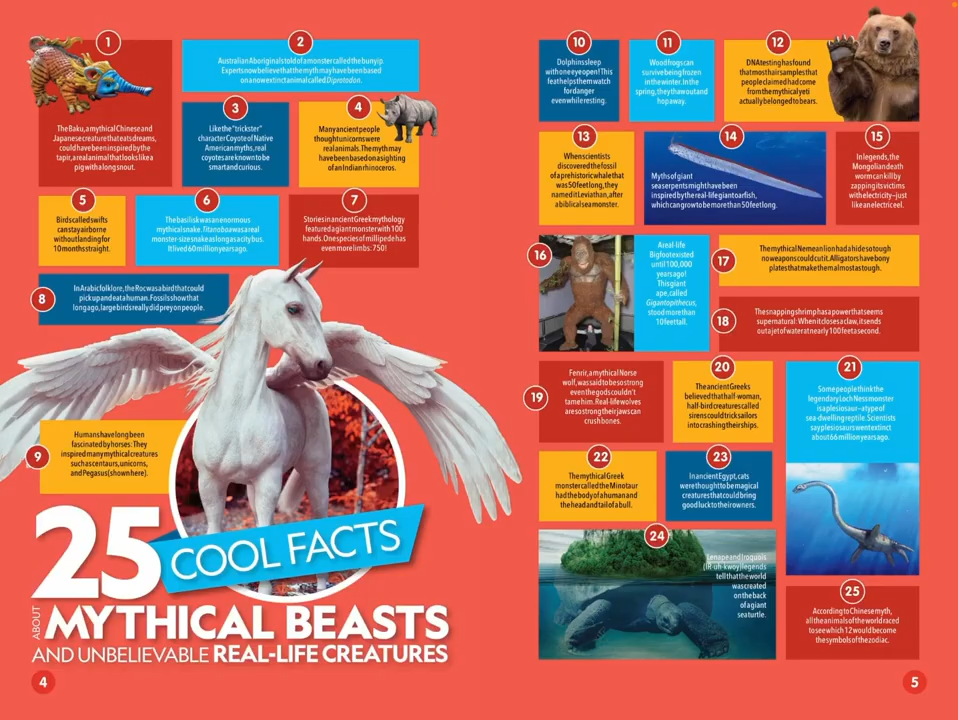 1
The Baku, a mythical Chinese and
Japanese creature that eats dreams,
could have been inspired by the
tapir, a real animal that looks like a
pig with a long snout.
2
Australian Aboriginals told of a monster called the bunyip.
Experts now believe that the myth may have been based
on a now extinct animal called Diprotodon.
3
Like the "trickster"
character Coyote of Native
American myths, real
coyotes are known to be
smart and curious.
4
Many ancient people
thought unicorns were
real animals. The myth may
have been based on a sighting
of an Indian rhinoceros.
5
Birds called swifts
can stay airborne
without landing for
10 months straight.
6
The basilisk was an enormous
mythical snake. Titanoboa was a real
monster-size snake as long as a city bus.
It lived 60 million years ago.
7
Stories in ancient Greek mythology
featured a giant monster with 100
hands. One species of millipede has
even more limbs: 750!
8
In Arabic folklore, the Roc was a bird that could
pick up and eat a human. Fossils show that
long ago, large birds really did prey on people.
9
Humans have long been
fascinated by horses: They
inspired many mythical creatures
such as centaurs, unicorns,
and Pegasus (shown here).
25
COOL FACTS
ABOUT
MYTHICAL BEASTS
AND UNBELIEVABLE REAL-LIFE CREATURES
4
10
Dolphins sleep
with one eye open! This
feat helps them watch
for danger
even while resting.
11
Wood frogs can
survive being frozen
in the winter. In the
spring, they thaw out and
hop away.
12
DNA testing has found
that most hair samples that
people claimed had come
from the mythical yeti
actually belonged to bears.
13
When scientists
discovered the fossil
of a prehistoric whale that
was 50 feet long, they
named it Leviathan, after
a biblical sea monster.
14
Myths of giant
sea serpents might have been
inspired by the real-life giant oarfish,
which can grow to be more than 50 feet long.
15
In legends, the
Mongolian death
worm can kill by
zapping its victims
with electricity—just
like an electric eel.
16
A real-life
Bigfoot existed
until 100,000
years ago!
This giant
ape, called
Gigantopithecus,
stood more than
10 feet tall.
17
The mythical Nemean lion had a hide so tough
no weapons could cut it. Alligators have bony
plates that make them almost as tough.
18
The snapping shrimp has a power that seems
supernatural: When it closes a claw, it sends
out a jet of water at nearly 100 feet a second.
19
Fenrir, a mythical Norse
wolf, was said to be so strong
even the gods couldn't
tame him. Real-life wolves
are so strong their jaws can
crush bones.
20
The ancient Greeks
believed that half-woman,
half-bird creatures called
sirens could trick sailors
into crashing their ships.
21
Some people think the
legendary Loch Ness monster
is a plesiosaur—a type of
sea-dwelling reptile. Scientists
say plesiosaurs went extinct
about 66 million years ago.
22
The mythical Greek
monster called the Minotaur
had the body of a human and
the head and tail of a bull.
23
In ancient Egypt, cats
were thought to be magical
creatures that could bring
good luck to their owners.
24
Lenape and Iroquois
(IR-uh-kwoy) legends
tell that the world
was created
on the back
of a giant
sea turtle.
25
According to Chinese myth,
all the animals of the world raced
to see which 12 would become
the symbols of the zodiac.
5